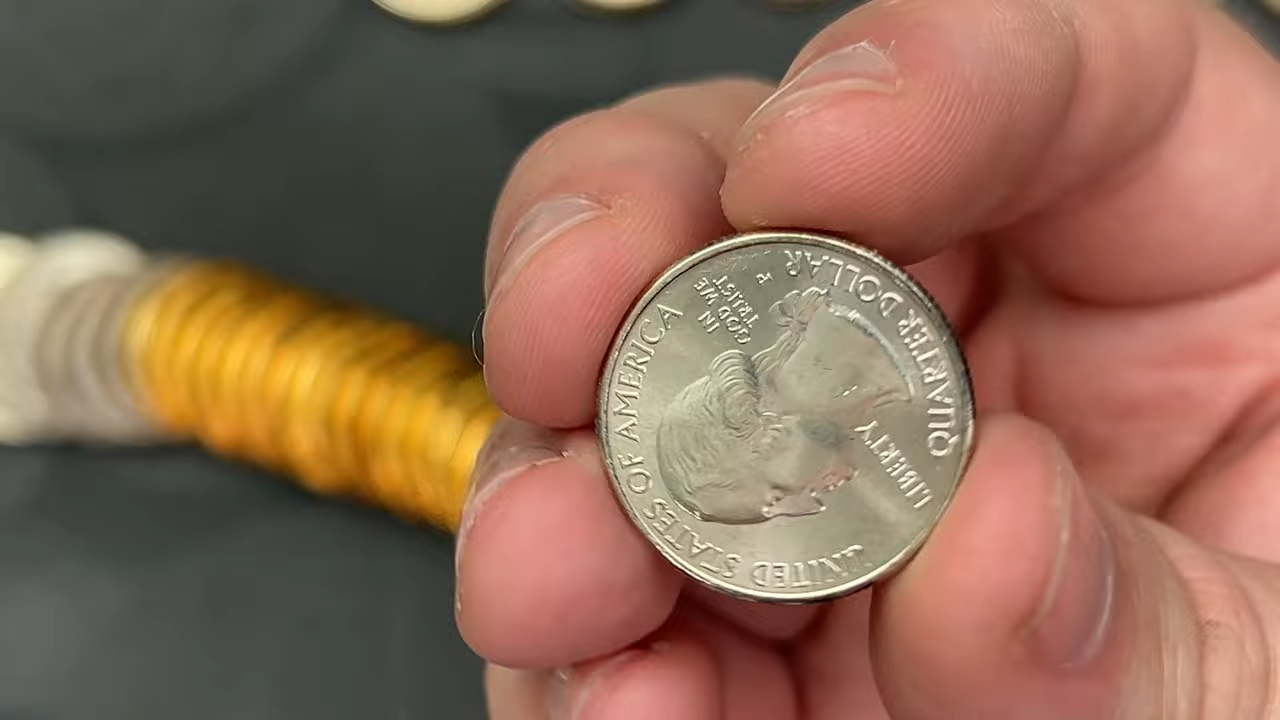 UNITED STATES OF AMERICA
LIBERTY
IN
GOD WE
TRUST
P
QUARTER DOLLAR